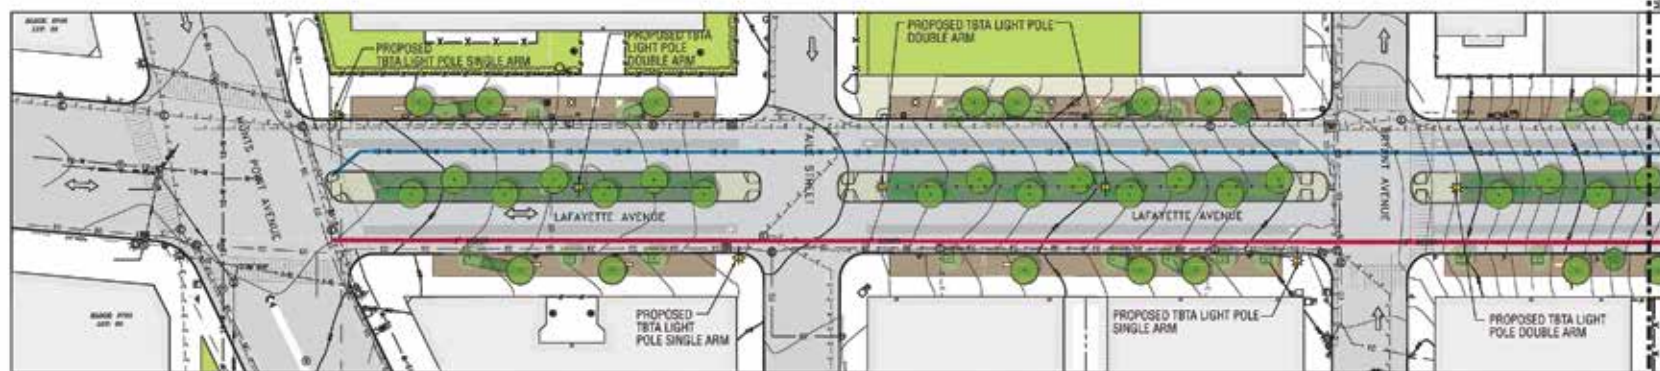 PROPOSED
TBTA LIGHT POLE SINGLE ARM
PROPOSED TBTA
LIGHT POLE
DOUBLE ARM
PROPOSED TBTA LIGHT POLE
DOUBLE ARM
HUNTS POINT AVENUE
STREET
BRYANT AVENUE
LAFAYETTE AVENUE
LAFAYETTE AVENUE
PROPOSED
TBTA LIGHT
POLE SINGLE ARM
PROPOSED TBTA LIGHT POLE
SINGLE ARM
PROPOSED TBTA LIGHT
POLE DOUBLE ARM